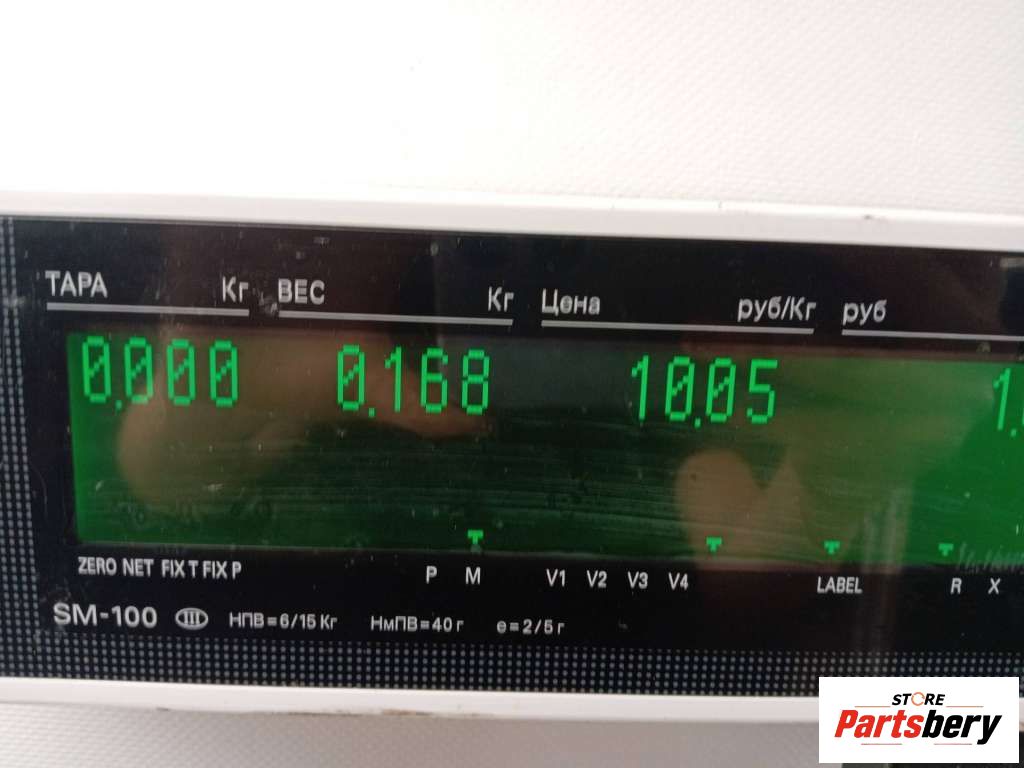 ТАРА Кг ВЕС Кг Цена руб/Кг руб
0.000 0.168 10.05
ZERO NET FIX T FIX P P M V1 V2 V3 V4 LABEL R X
SM-100 III НПВ=6/15 Кг НмПВ=40 г e=2/5 г
STORE
Partsbery